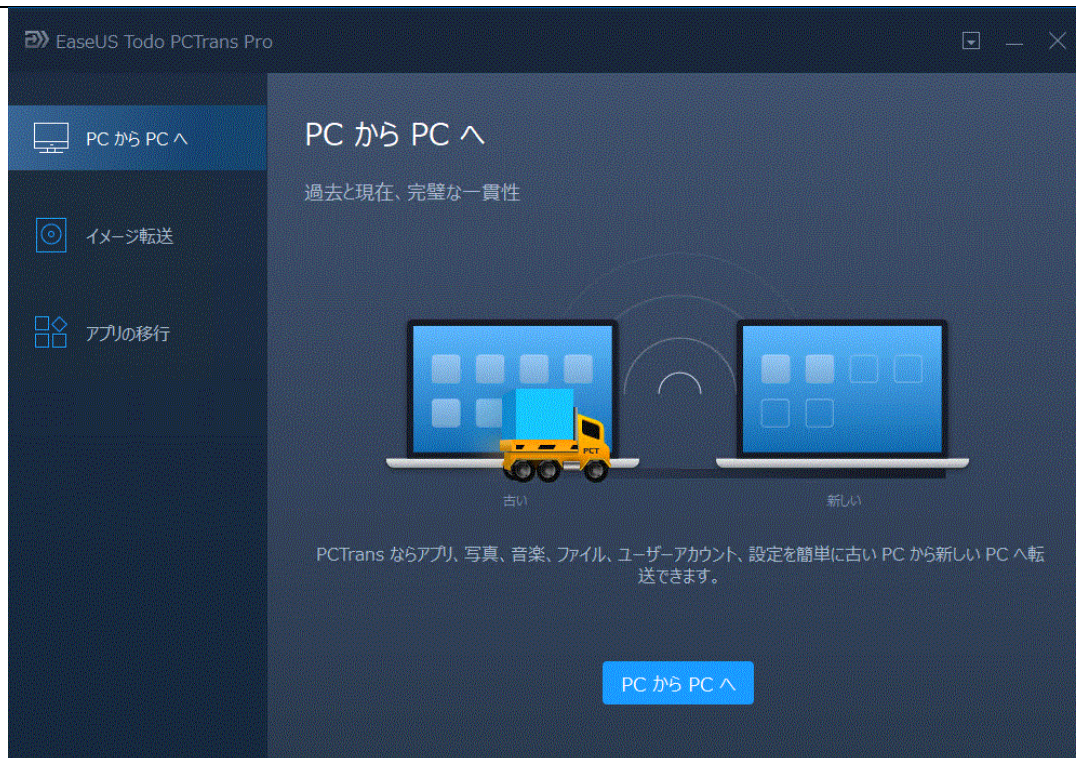 EaseUS Todo PCTrans Pro
PC から PC へ
イメージ転送
アプリの移行
PC から PC へ
過去と現在、完璧な一貫性
PCT
古い
新しい
PCTrans ならアプリ、写真、音楽、ファイル、ユーザーアカウント、設定を簡単に古い PC から新しい PC へ転
送できます。
PC から PC へ